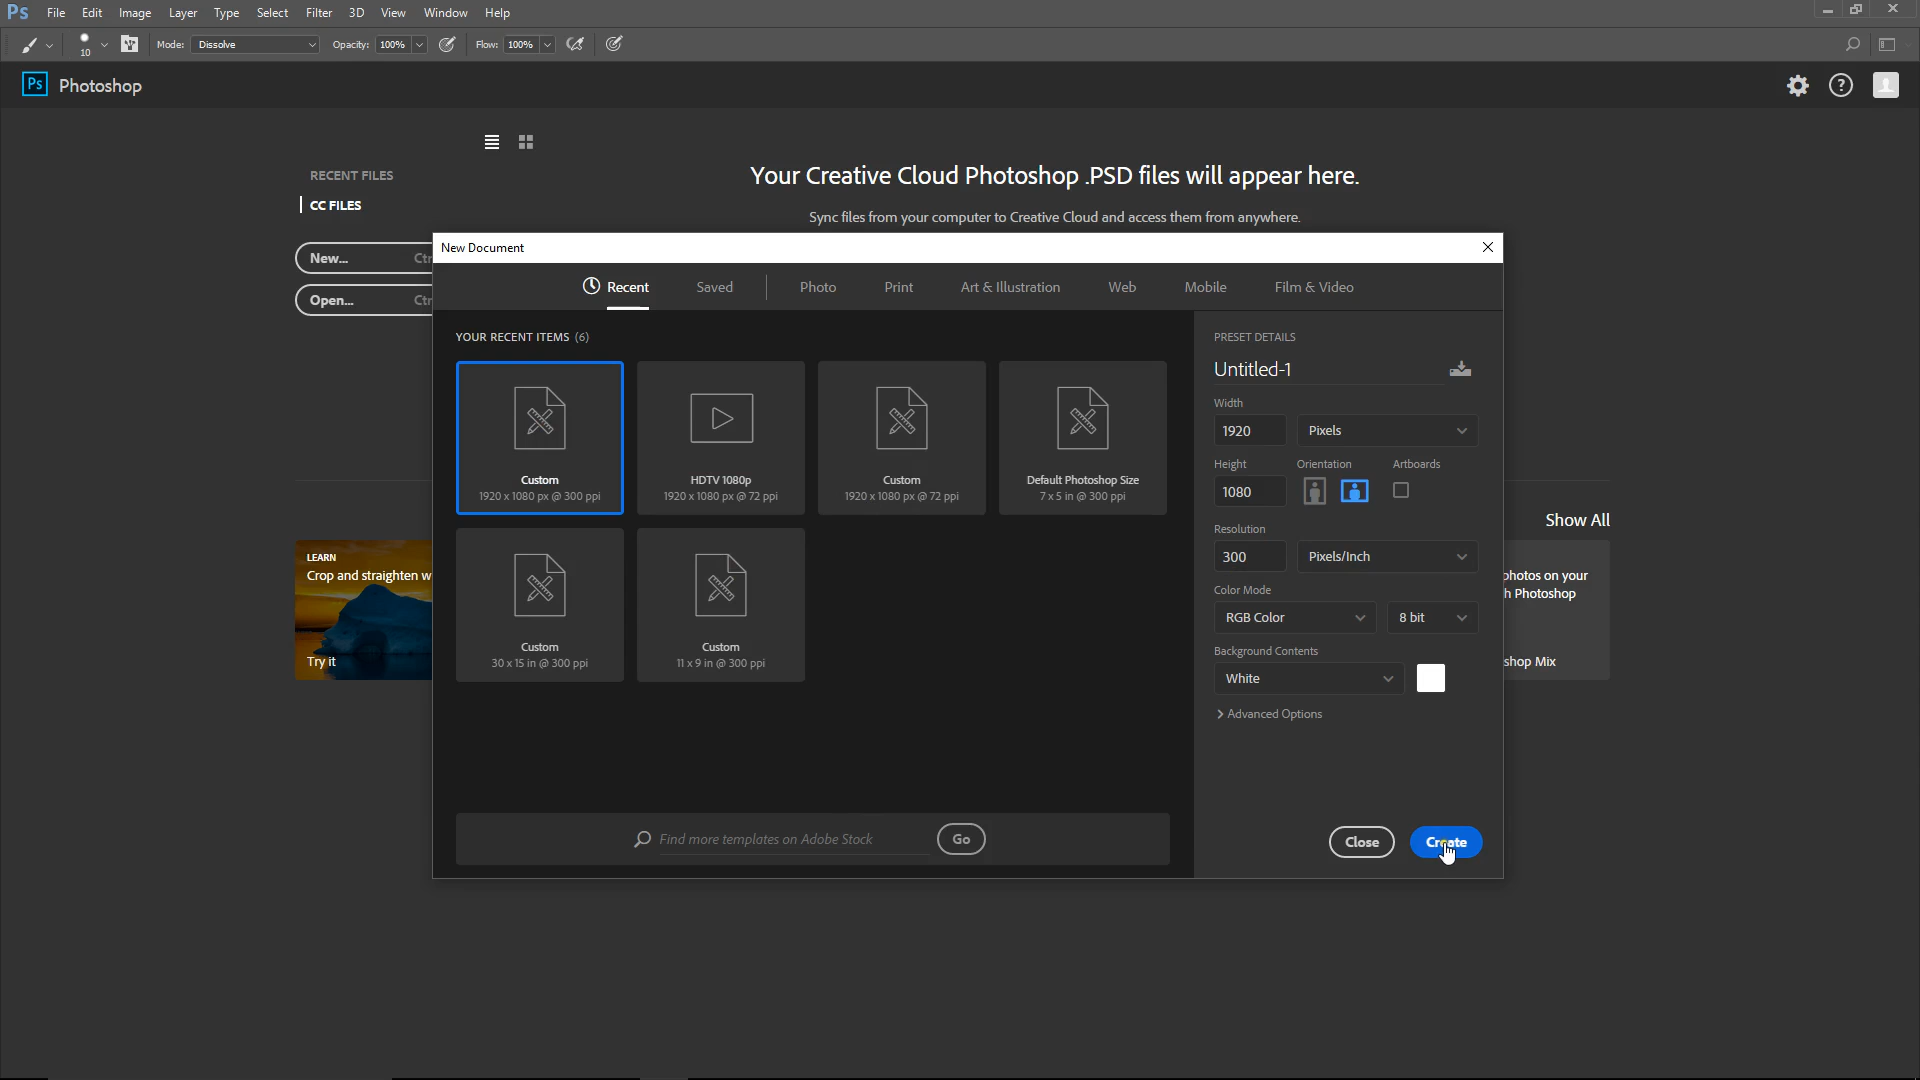 Ps File Edit Image Layer Type Select Filter 3D View Window Help
10 Mode: Dissolve Opacity: 100% Flow: 100%
Ps Photoshop ?
RECENT FILES
CC FILES
New... Ctr
Open... Ctr
Your Creative Cloud Photoshop .PSD files will appear here.
Sync files from your computer to Creative Cloud and access them from anywhere.
New Document
Recent Saved Photo Print Art & Illustration Web Mobile Film & Video
YOUR RECENT ITEMS (6)
Custom
1920 x 1080 px @ 300 ppi
HDTV 1080p
1920 x 1080 px @ 72 ppi
Custom
1920 x 1080 px @ 72 ppi
Default Photoshop Size
7 x 5 in @ 300 ppi
Custom
30 x 15 in @ 300 ppi
Custom
11 x 9 in @ 300 ppi
Find more templates on Adobe Stock Go
PRESET DETAILS
Untitled-1
Width
1920 Pixels
Height Orientation Artboards
1080
Resolution
300 Pixels/Inch
Color Mode
RGB Color 8 bit
Background Contents
White
Advanced Options
Close Create
Show All
LEARN
Crop and straighten w
Try it
photos on your
h Photoshop
shop Mix